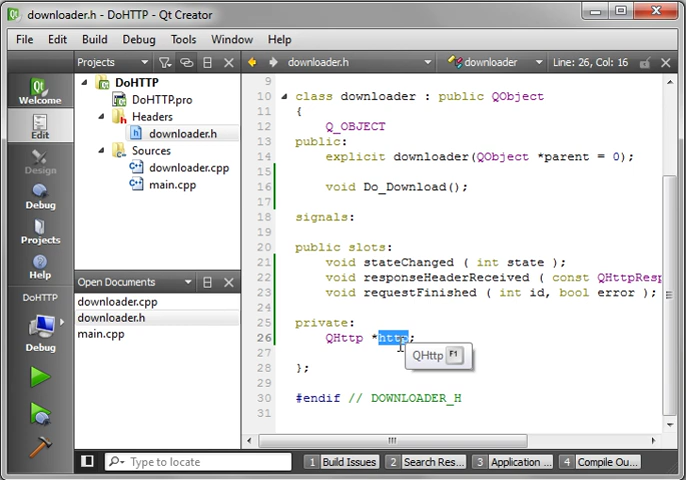 downloader.h - DoHTTP - Qt Creator
File Edit Build Debug Tools Window Help
Projects
downloader.h
downloader
Line: 26, Col: 16
Qt
Welcome
Edit
Design
Debug
Projects
Help
DoHTTP
Debug
DoHTTP
DoHTTP.pro
Headers
downloader.h
Sources
downloader.cpp
main.cpp
Open Documents
downloader.cpp
downloader.h
main.cpp
9
10 class downloader : public QObject
11 {
12 Q_OBJECT
13 public:
14 explicit downloader(QObject *parent = 0);
15
16 void Do_Download();
17
18 signals:
19
20 public slots:
21 void stateChanged ( int state );
22 void responseHeaderReceived ( const QHttpResp
23 void requestFinished ( int id, bool error );
24
25 private:
26 QHttp *http;
27
28 };
29
30 #endif // DOWNLOADER_H
31
QHttp F1
Type to locate
1 Build Issues
2 Search Res...
3 Application ...
4 Compile Ou...